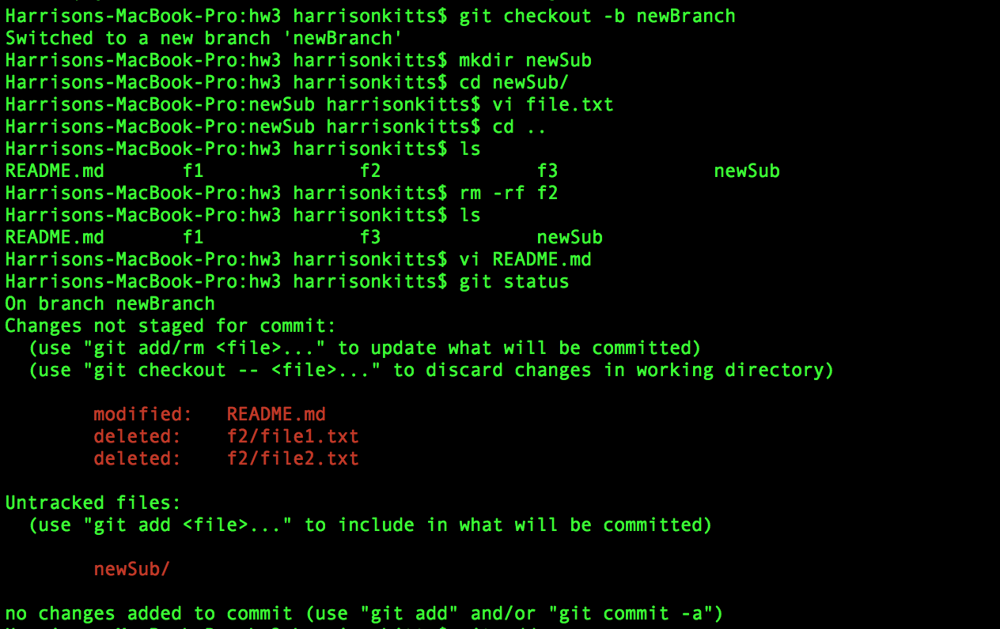 Harrisons-MacBook-Pro:hw3 harrisonkitts$ git checkout -b newBranch
Switched to a new branch 'newBranch'
Harrisons-MacBook-Pro:hw3 harrisonkitts$ mkdir newSub
Harrisons-MacBook-Pro:hw3 harrisonkitts$ cd newSub/
Harrisons-MacBook-Pro:newSub harrisonkitts$ vi file.txt
Harrisons-MacBook-Pro:newSub harrisonkitts$ cd ..
Harrisons-MacBook-Pro:hw3 harrisonkitts$ ls
README.md f1 f2 f3 newSub
Harrisons-MacBook-Pro:hw3 harrisonkitts$ rm -rf f2
Harrisons-MacBook-Pro:hw3 harrisonkitts$ ls
README.md f1 f3 newSub
Harrisons-MacBook-Pro:hw3 harrisonkitts$ vi README.md
Harrisons-MacBook-Pro:hw3 harrisonkitts$ git status
On branch newBranch
Changes not staged for commit:
(use "git add/rm <file>..." to update what will be committed)
(use "git checkout -- <file>..." to discard changes in working directory)
modified: README.md
deleted: f2/file1.txt
deleted: f2/file2.txt
Untracked files:
(use "git add <file>..." to include in what will be committed)
newSub/
no changes added to commit (use "git add" and/or "git commit -a")